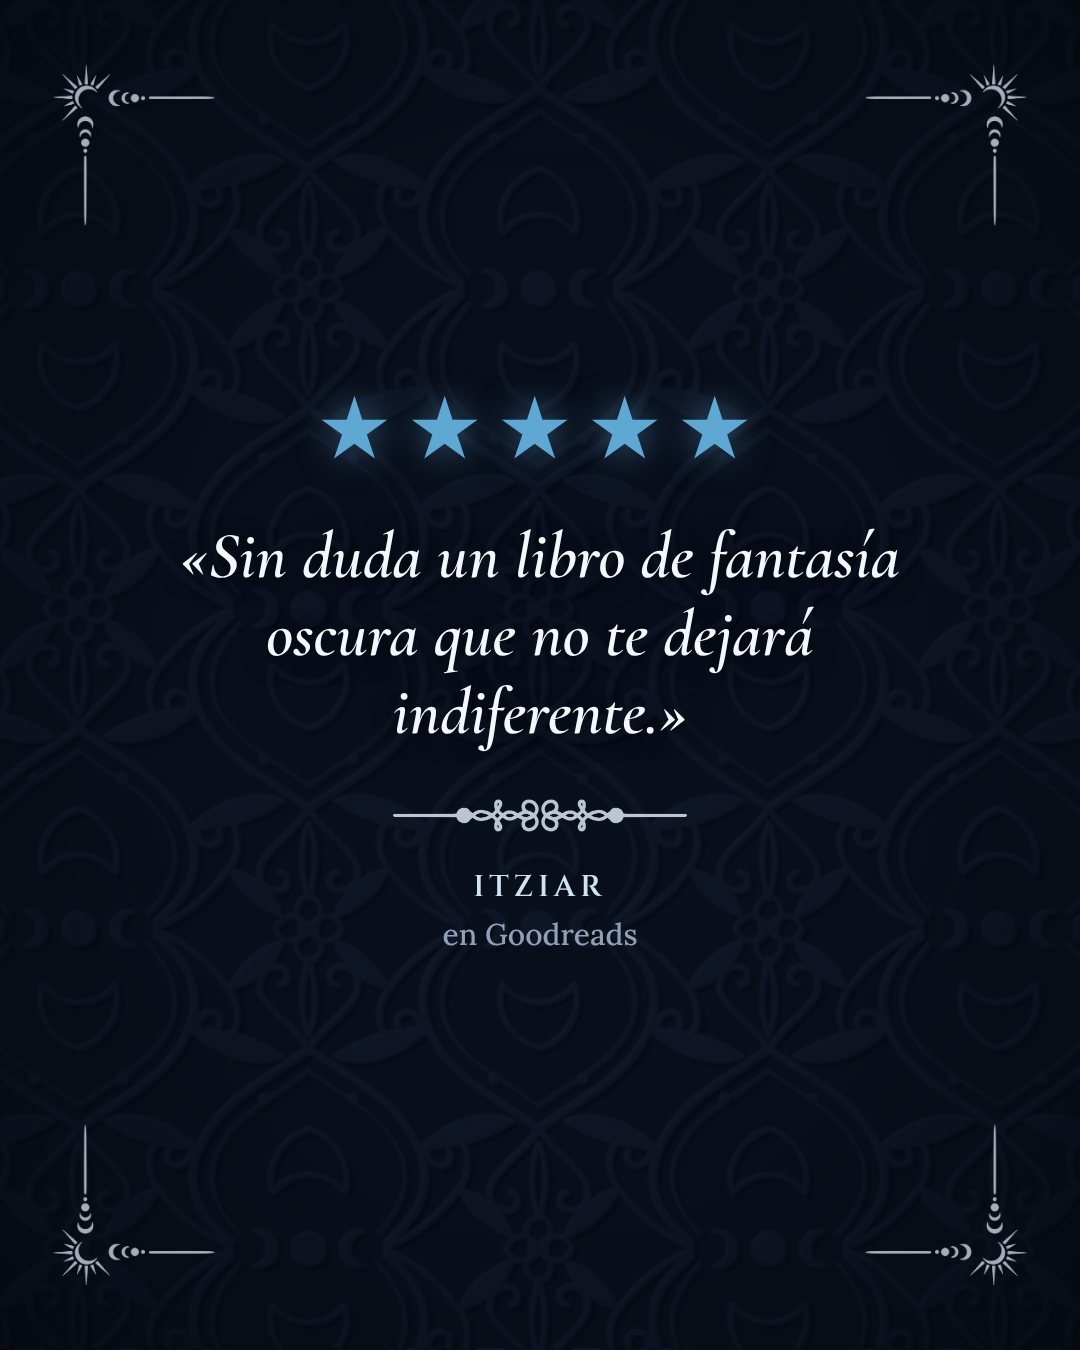 «Sin duda un libro de fantasía
oscura que no te dejará
indiferente.»
ITZIAR
en Goodreads